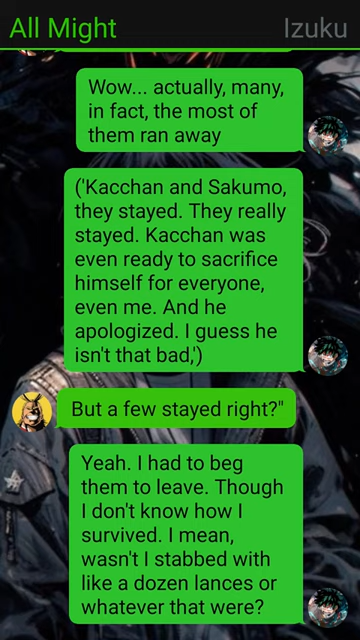 All Might
Izuku
Wow... actually, many,
in fact, the most of
them ran away
('Kacchan and Sakumo,
they stayed. They really
stayed. Kacchan was
even ready to sacrifice
himself for everyone,
even me. And he
apologized. I guess he
isn't that bad,')
But a few stayed right?"
Yeah. I had to beg
them to leave. Though
I don't know how I
survived. I mean,
wasn't I stabbed with
like a dozen lances or
whatever that were?